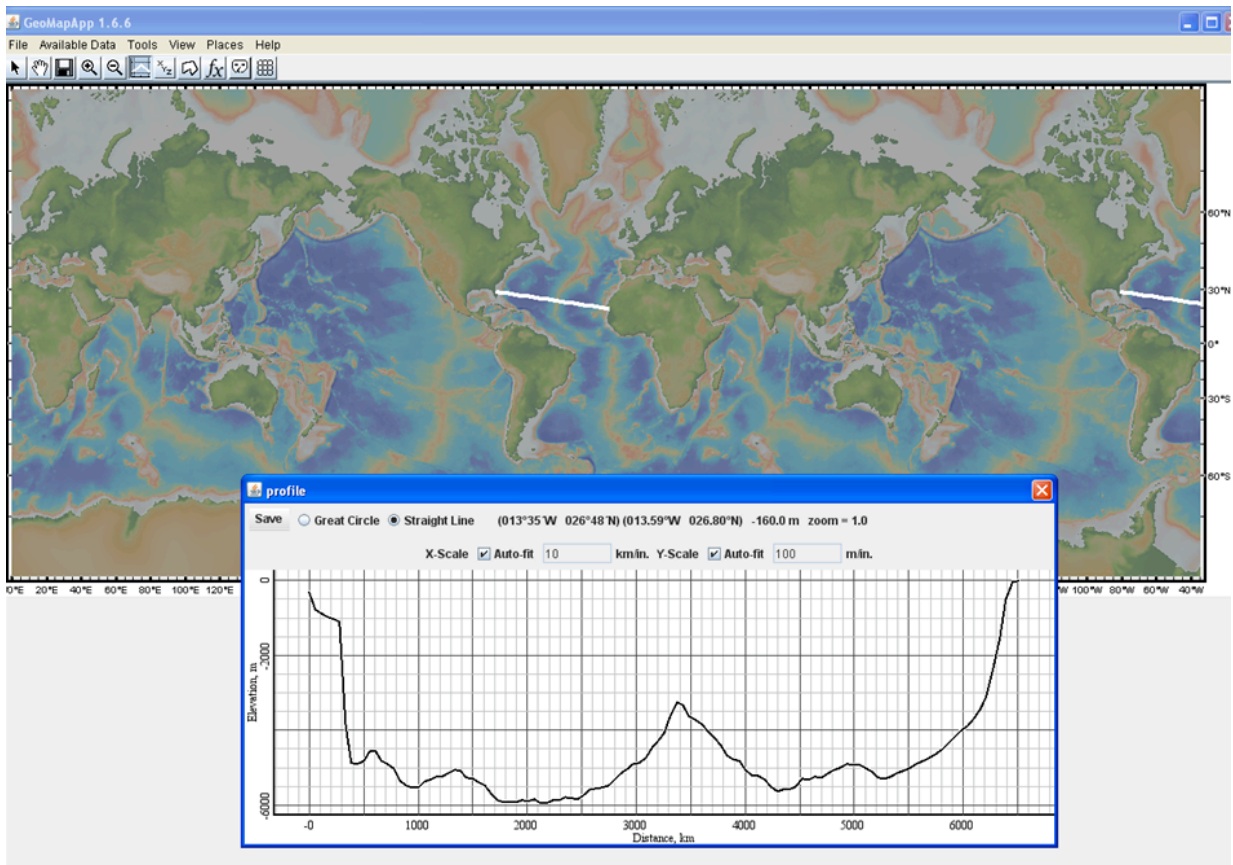 GeoMapApp 1.6.6
File Available Data Tools View Places Help
60°N
30°N
0°
30°S
60°S
0°E 20°E 40°E 60°E 80°E 100°E 120°E
°W 100°W 80°W 60°W 40°W
profile
Save Great Circle Straight Line (013°35´W 026°48´N) (013.59°W 026.80°N) -160.0 m zoom = 1.0
X-Scale Auto-fit 10 km/in. Y-Scale Auto-fit 100 m/in.
0
-2000
-6000
Elevation, m
-0 1000 2000 3000 4000 5000 6000
Distance, km